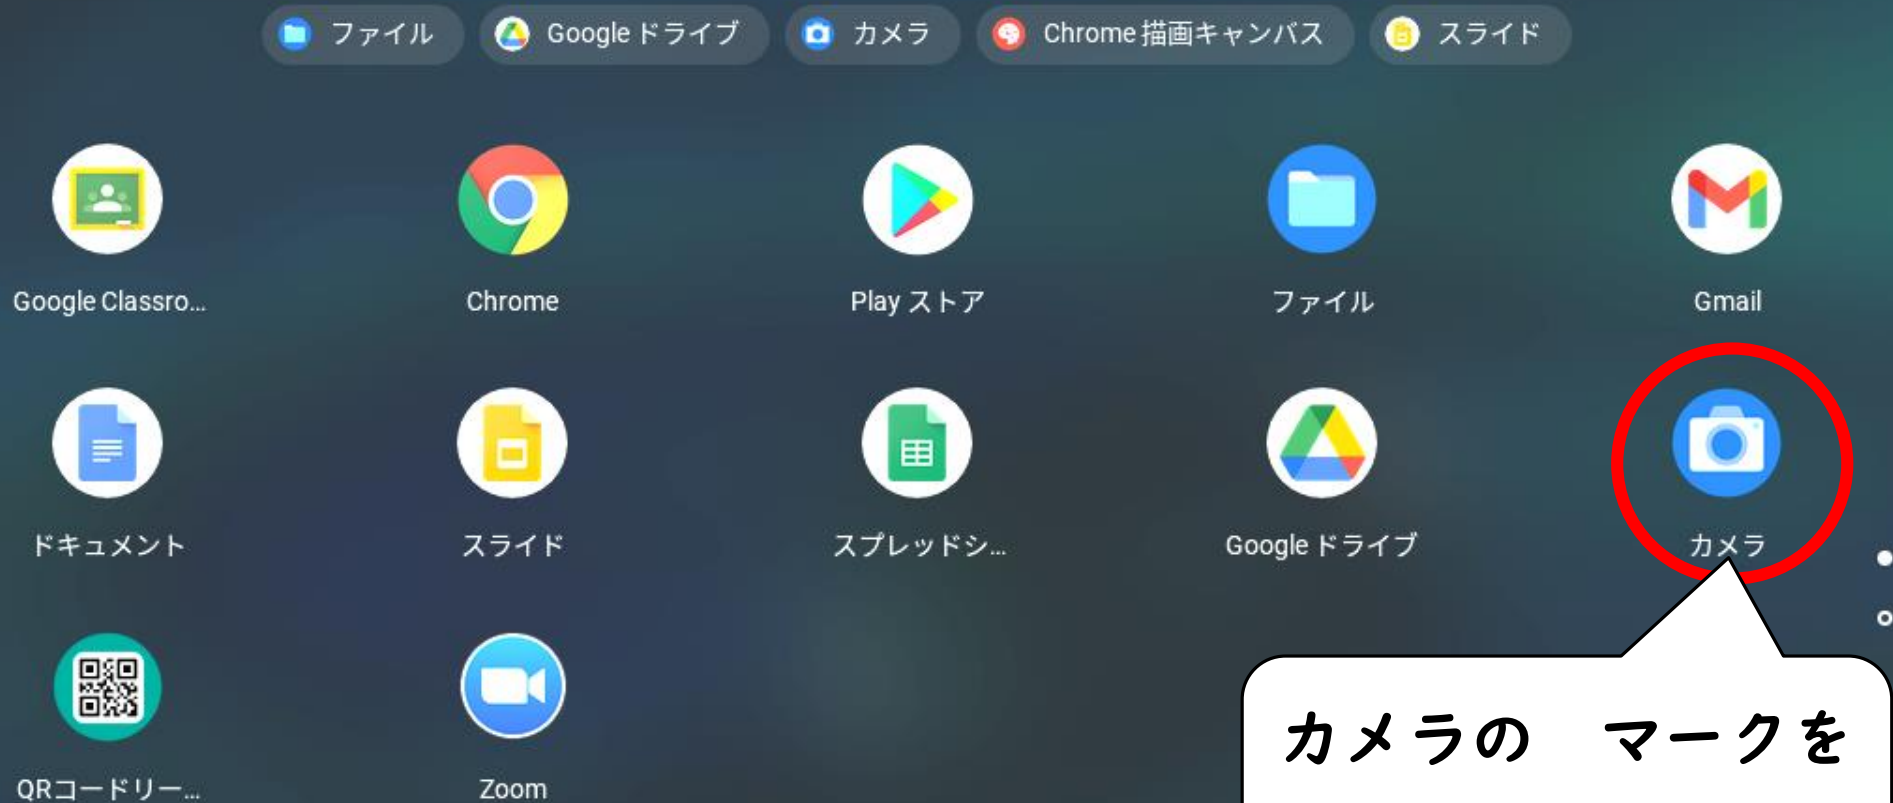 ファイル
Google ドライブ
カメラ
Chrome 描画キャンバス
スライド
Google Classro...
Chrome
Play ストア
ファイル
Gmail
ドキュメント
スライド
スプレッドシ...
Google ドライブ
カメラ
QRコードリー...
Zoom
カメラの　マークを